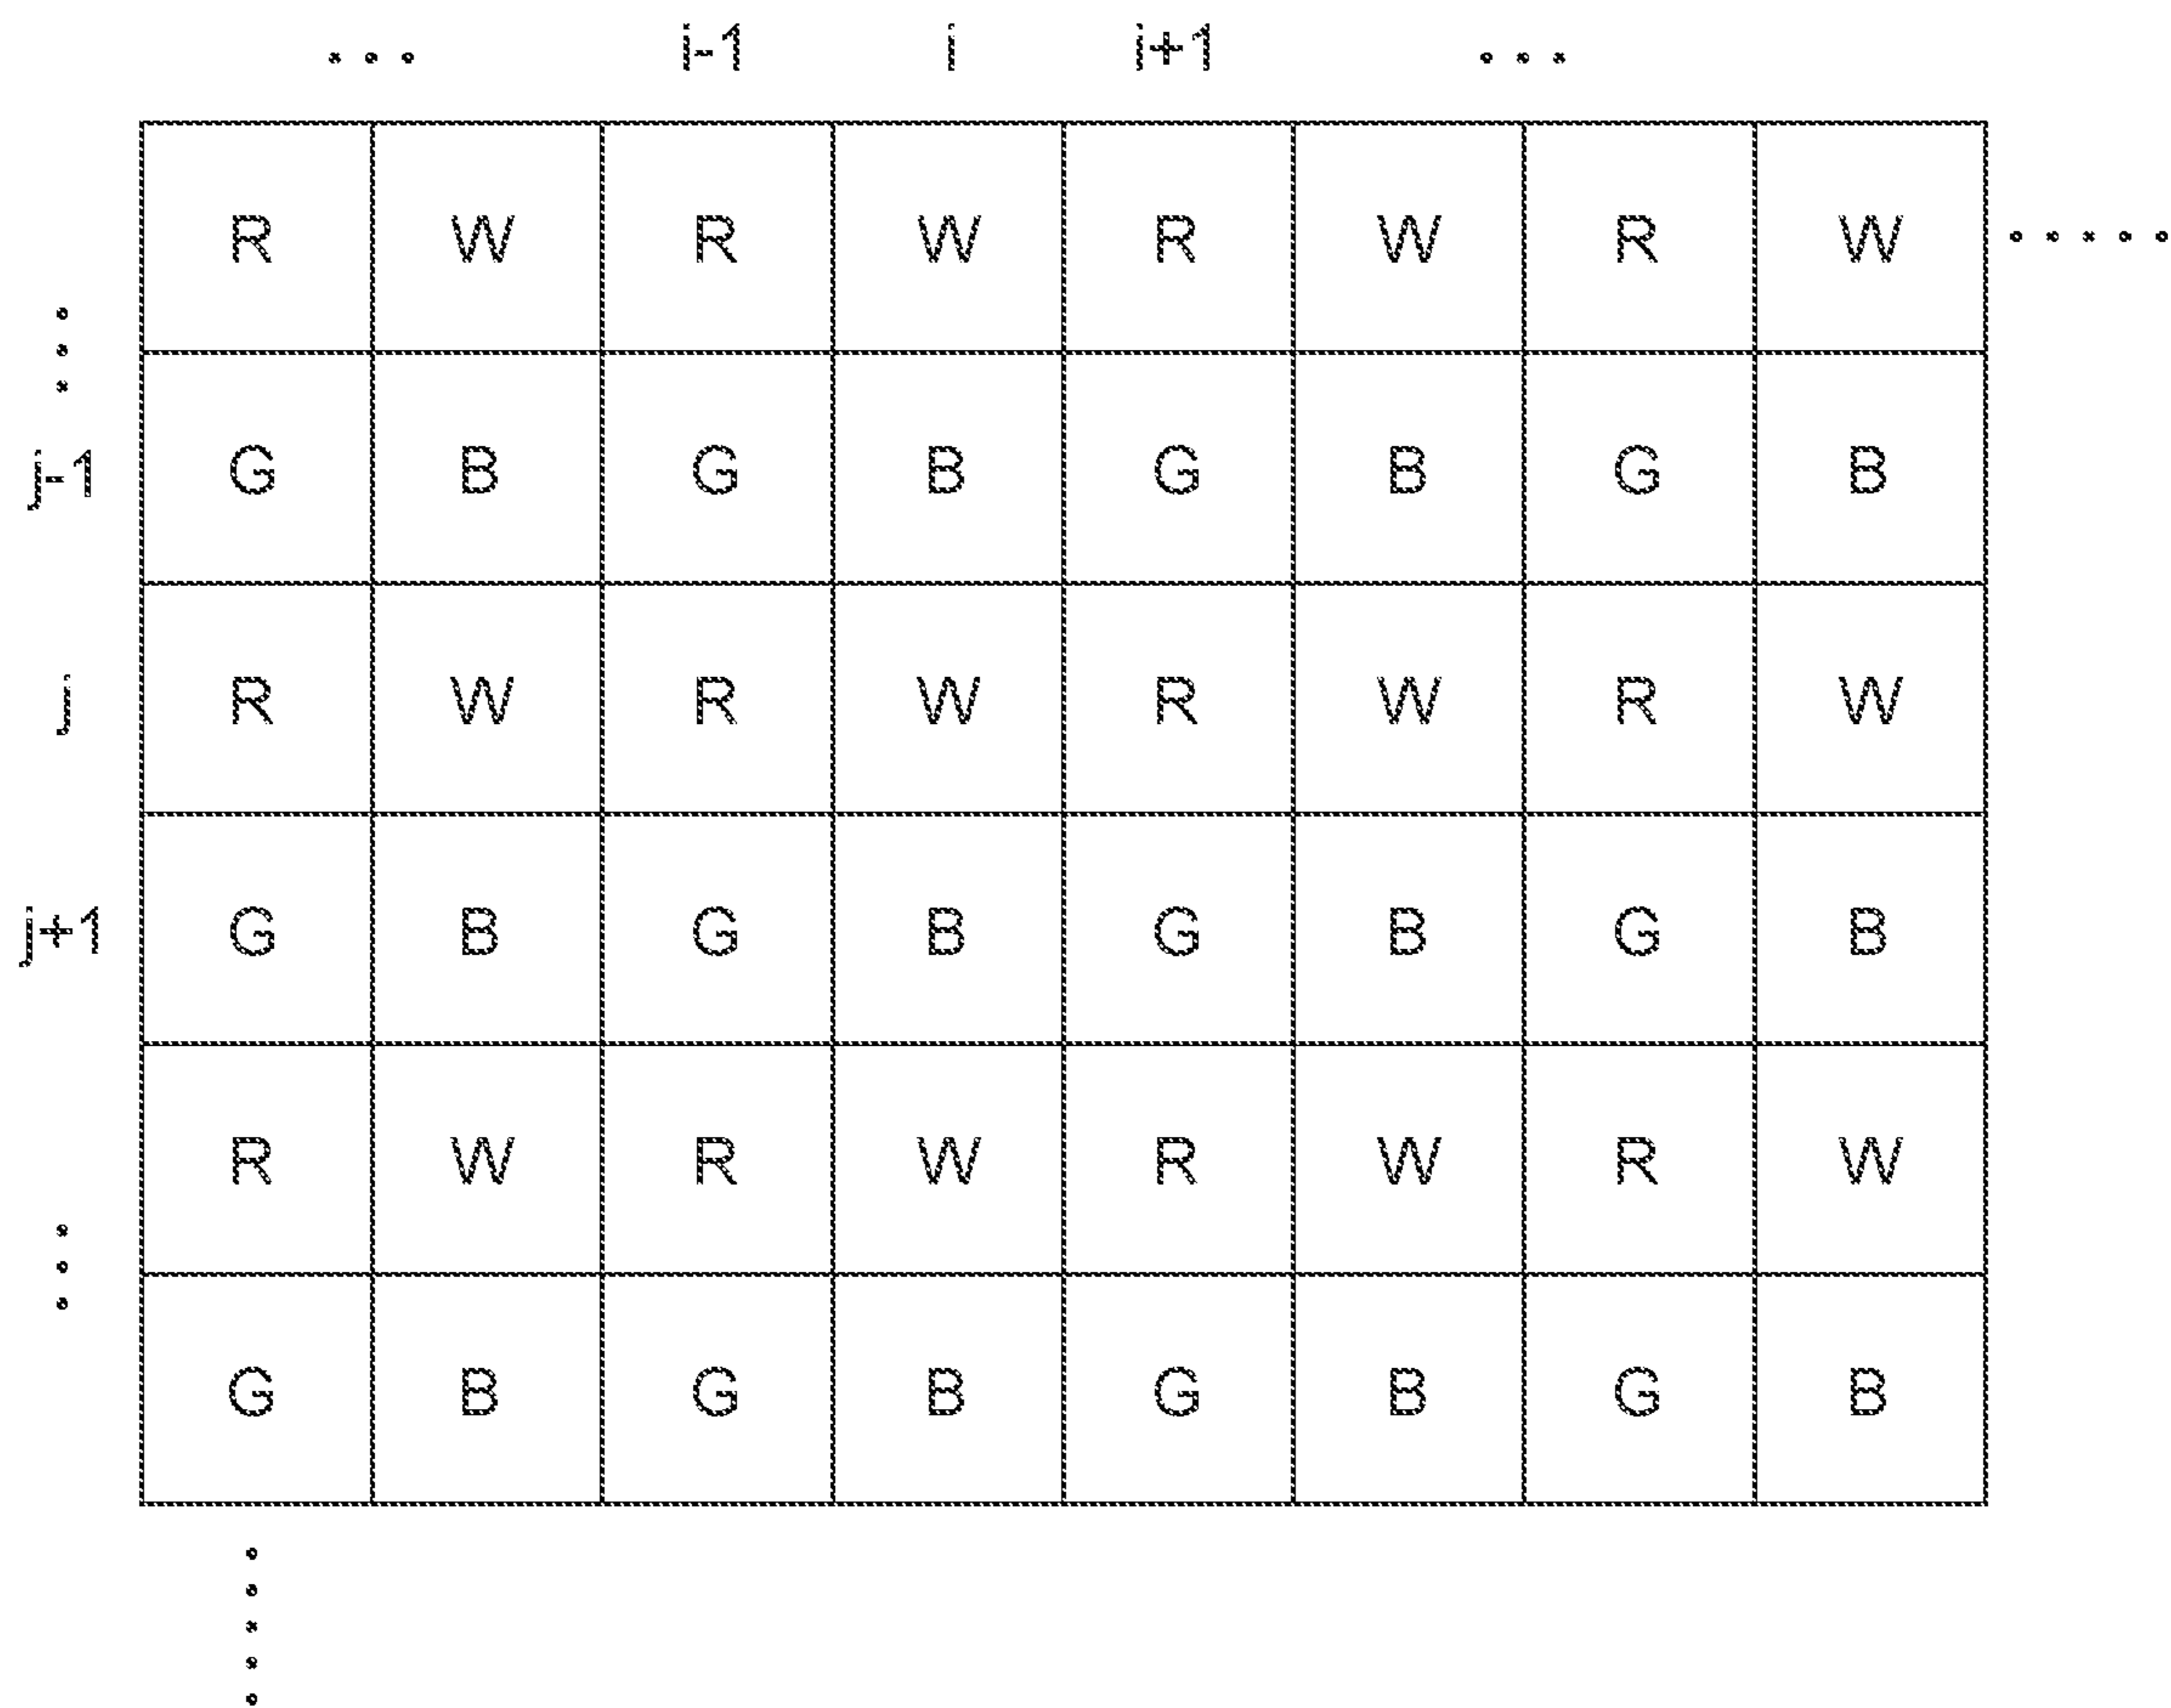 ... i-1 i i+1 ...
R W R W R W R W .....
...
j-1 G B G B G B G B
j R W R W R W R W
j+1 G B G B G B G B
R W R W R W R W
...
G B G B G B G B
.....